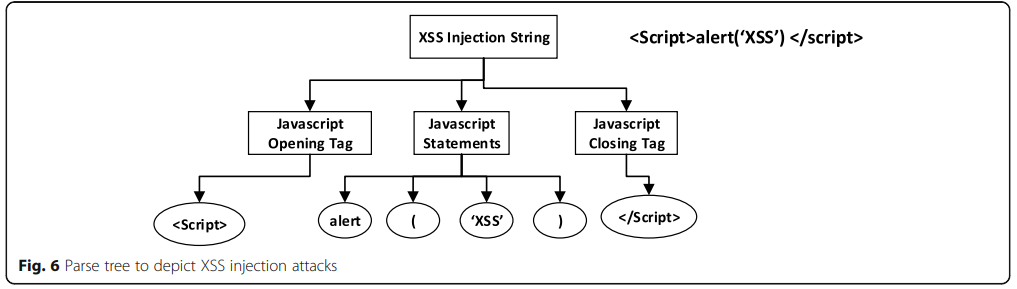 XSS Injection String
<Script>alert(‘XSS’) </script>
Javascript
Opening Tag
Javascript
Statements
Javascript
Closing Tag
<Script>
alert
(
‘XSS’
)
</Script>
Fig. 6 Parse tree to depict XSS injection attacks